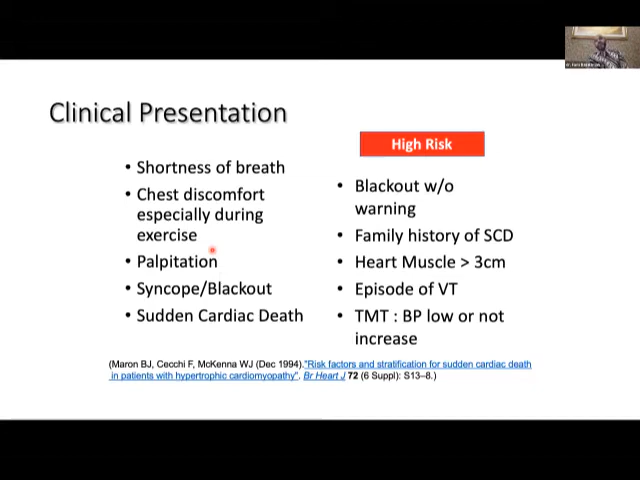 Clinical Presentation
• Shortness of breath
• Chest discomfort
especially during
exercise
• Palpitation
• Syncope/Blackout
• Sudden Cardiac Death
High Risk
• Blackout w/o
warning
• Family history of SCD
• Heart Muscle > 3cm
• Episode of VT
• TMT : BP low or not
increase
(Maron BJ, Cecchi F, McKenna WJ (Dec 1994)."Risk factors and stratification for sudden cardiac death
in patients with hypertrophic cardiomyopathy". Br Heart J 72 (6 Suppl): S13–8.)